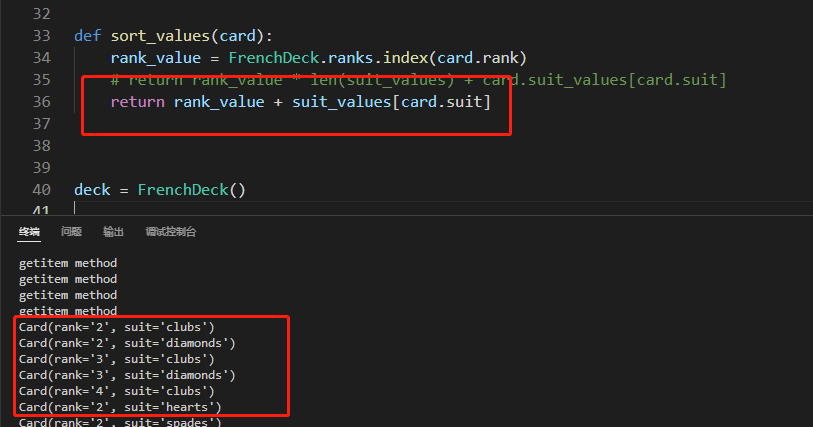 32
33 def sort_values(card):
34 rank_value = FrenchDeck.ranks.index(card.rank)
35 # return rank_value * len(suit_values) + card.suit_values[card.suit]
36 return rank_value + suit_values[card.suit]
37
38
39
40 deck = FrenchDeck()
41
终端 问题 输出 调试控制台
getitem method
getitem method
getitem method
getitem method
Card(rank='2', suit='clubs')
Card(rank='2', suit='diamonds')
Card(rank='3', suit='clubs')
Card(rank='3', suit='diamonds')
Card(rank='4', suit='clubs')
Card(rank='2', suit='hearts')
Card(rank='2', suit='spades')